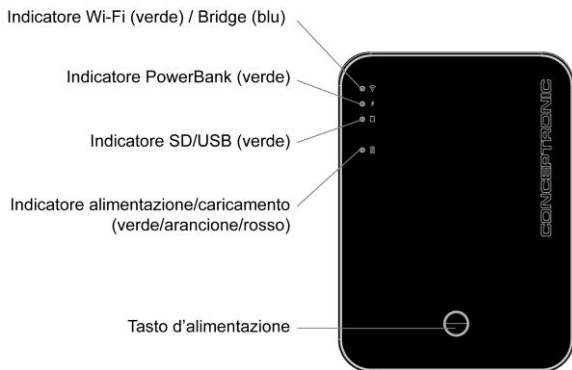 Indicatore Wi-Fi (verde) / Bridge (blu)
Indicatore PowerBank (verde)
Indicatore SD/USB (verde)
Indicatore alimentazione/caricamento
(verde/arancione/rosso)
Tasto d’alimentazione
CONCEPTRONIC